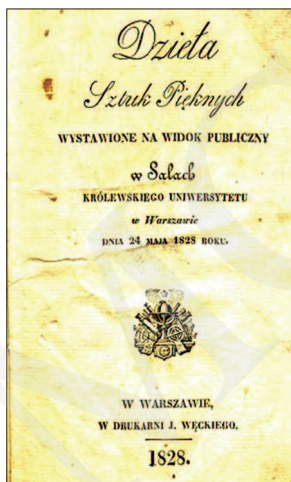 Dzieła
Sztuk Pięknych
WYSTAWIONE NA WIDOK PUBLICZNY
w Salach
KRÓLEWSKIEGO UNIWERSYTETU
w Warszawie
DNIA 24 MAJA 1828 ROKU.
W WARSZAWIE,
W DRUKARNI J. WĘCKIEGO.
1828.